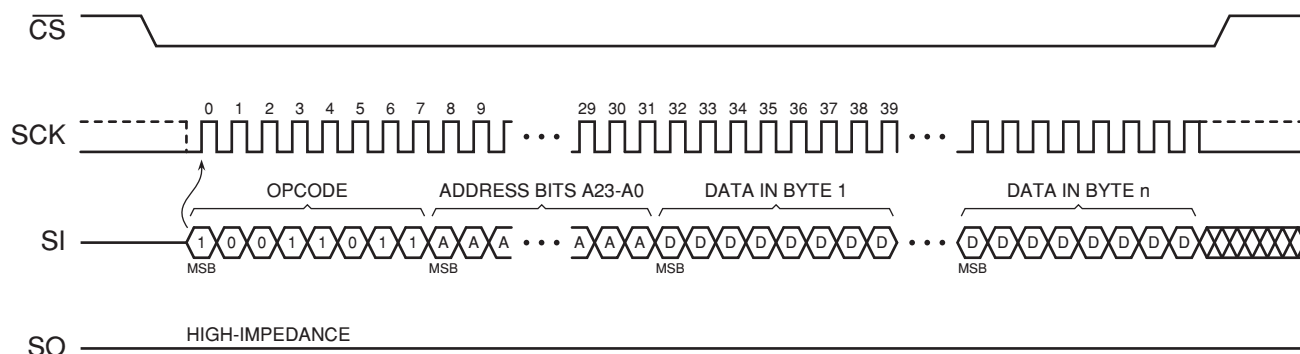 CS
0 1 2 3 4 5 6 7 8 9 29 30 31 32 33 34 35 36 37 38 39
SCK
OPCODE ADDRESS BITS A23-A0 DATA IN BYTE 1 DATA IN BYTE n
SI 1 0 0 1 1 0 1 1 A A A A A A D D D D D D D D D D D D D D D D
MSB MSB MSB MSB
HIGH-IMPEDANCE
SO